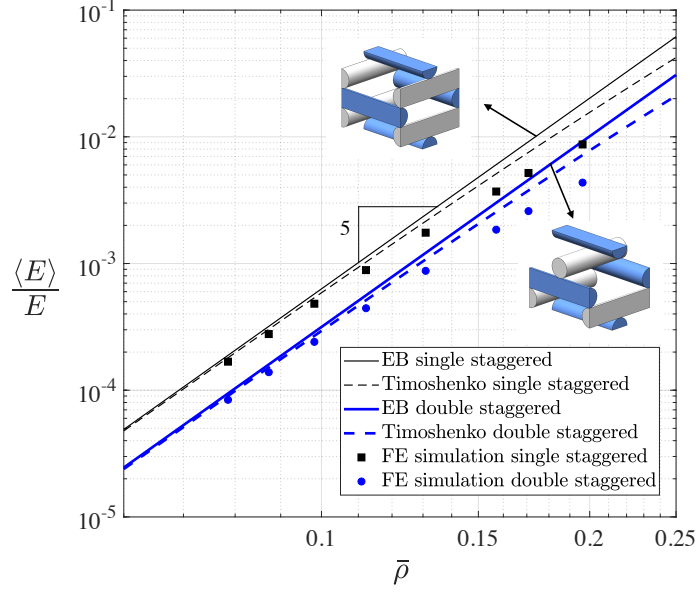 10^-1
10^-2
10^-3
10^-4
10^-5
⟨E⟩
E
5
EB single staggered
Timoshenko single staggered
EB double staggered
Timoshenko double staggered
FE simulation single staggered
FE simulation double staggered
0.1 0.15 0.2 0.25
ρ̄